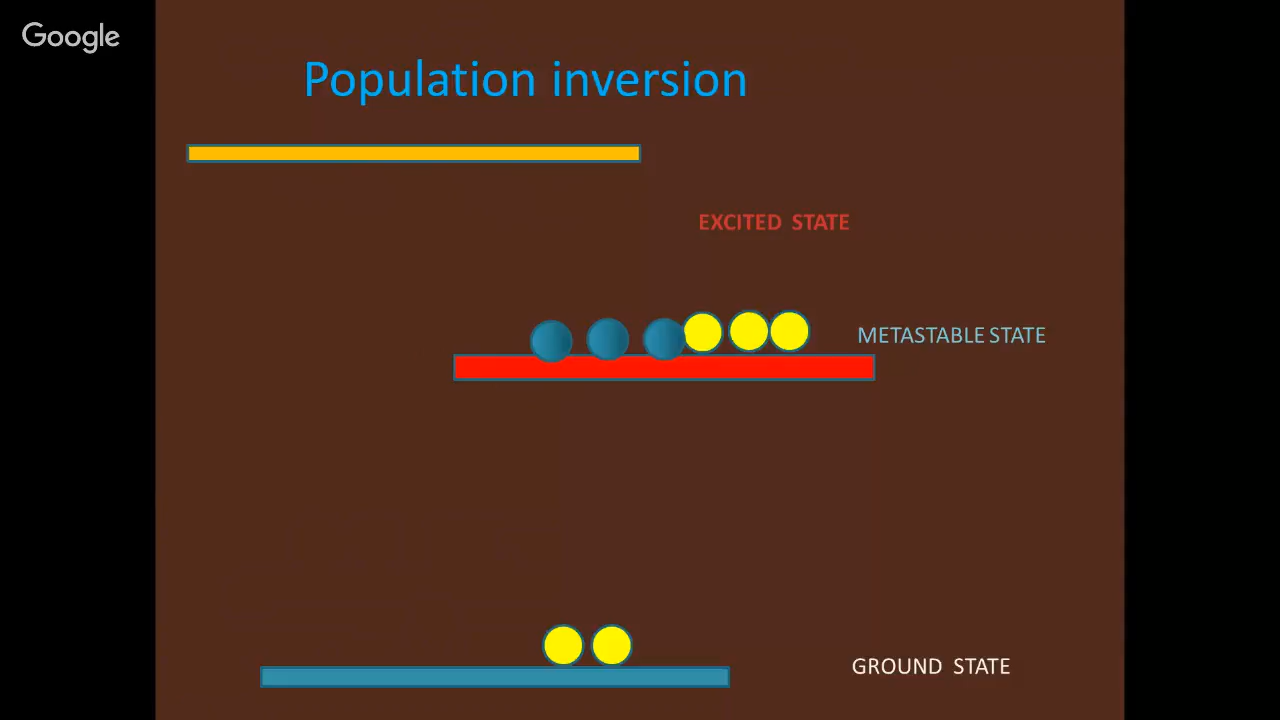 Google
Population inversion
EXCITED STATE
METASTABLE STATE
GROUND STATE